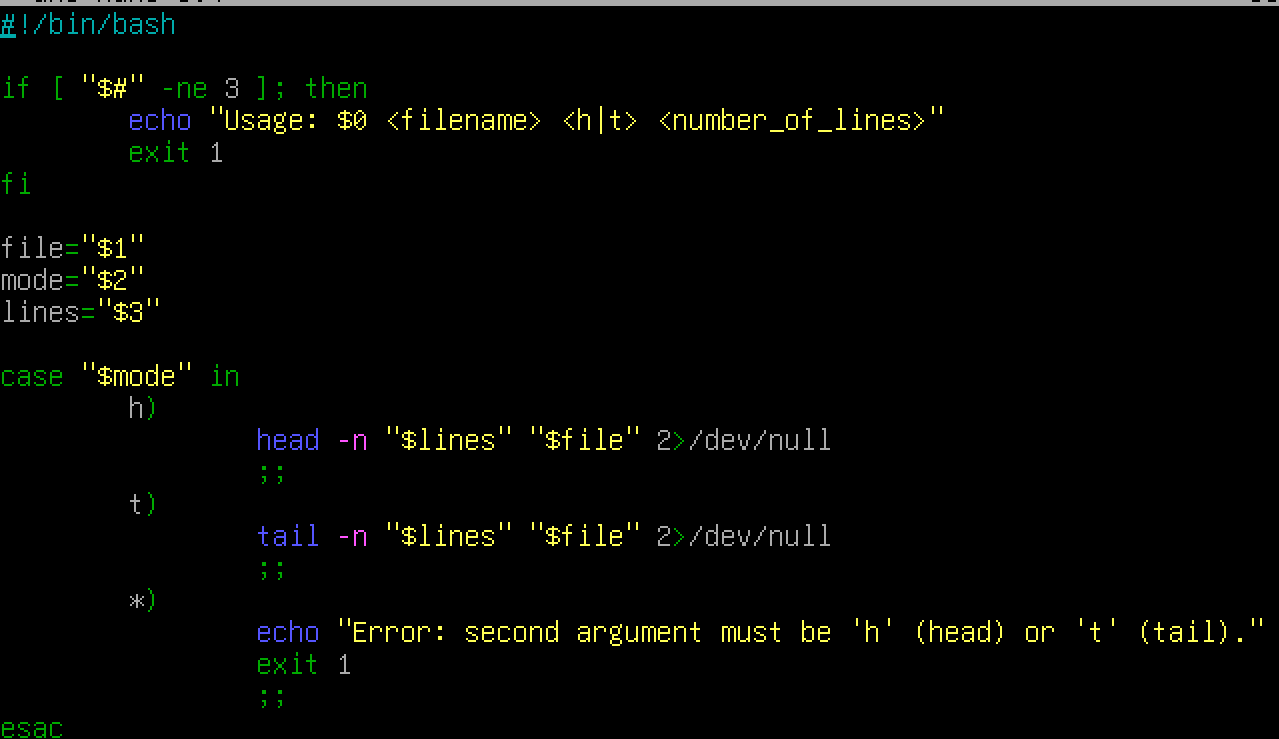 #!/bin/bash

if [ "$#" -ne 3 ]; then
        echo "Usage: $0 <filename> <h|t> <number_of_lines>"
        exit 1
fi

file="$1"
mode="$2"
lines="$3"

case "$mode" in
        h)
                head -n "$lines" "$file" 2>/dev/null
                ;;
        t)
                tail -n "$lines" "$file" 2>/dev/null
                ;;
        *)
                echo "Error: second argument must be 'h' (head) or 't' (tail)."
                exit 1
                ;;
esac